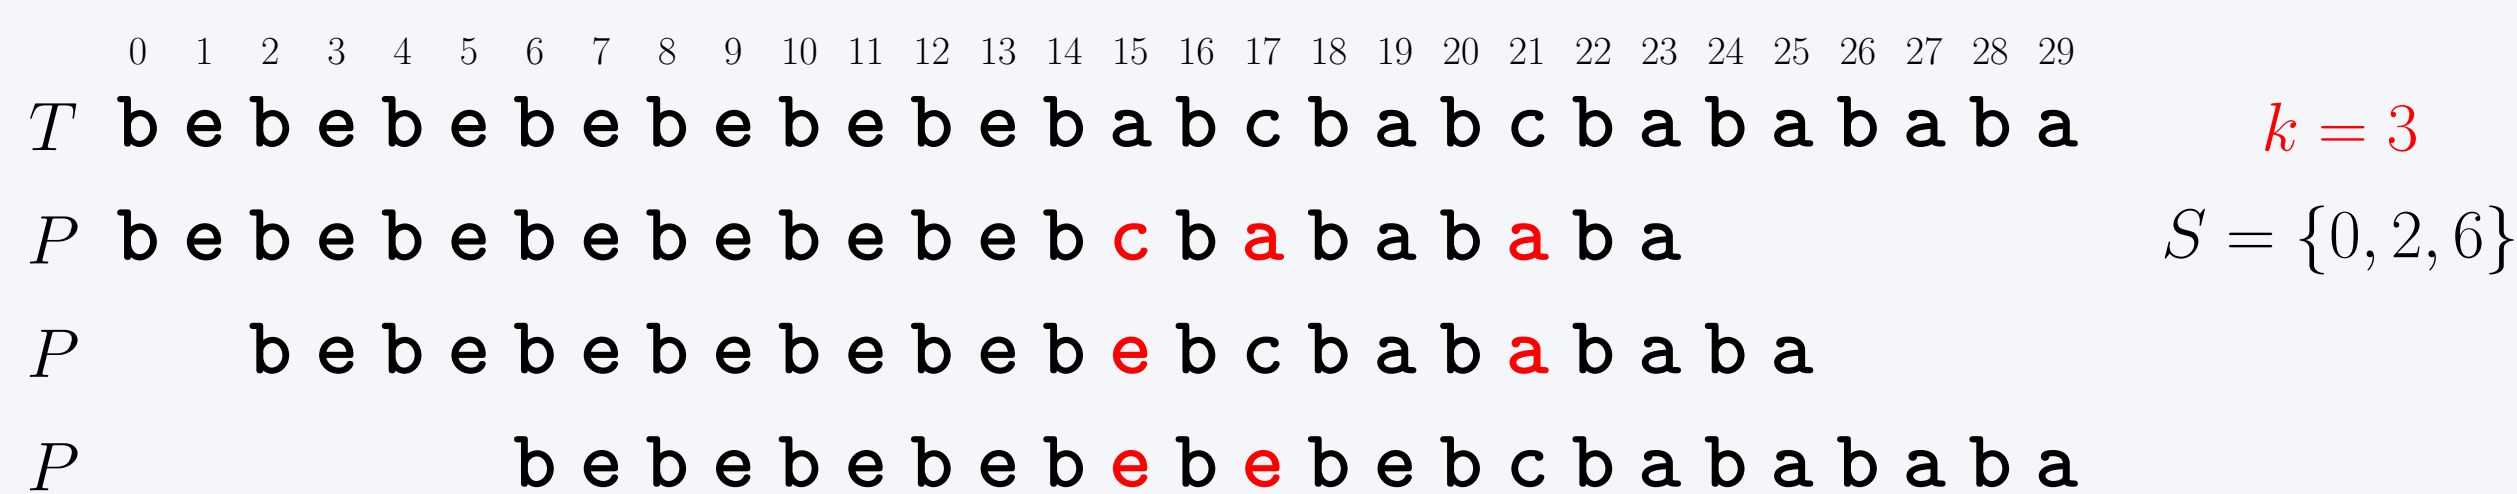 0 1 2 3 4 5 6 7 8 9 10 11 12 13 14 15 16 17 18 19 20 21 22 23 24 25 26 27 28 29
T b e b e b e b e b e b e b e b a b c b a b c b a b a b a b a k = 3
P b e b e b e b e b e b e b e b c b a b a b a b a S = {0, 2, 6}
P b e b e b e b e b e b e b e b c b a b a b a b a
P b e b e b e b e b e b e b e b c b a b a b a b a